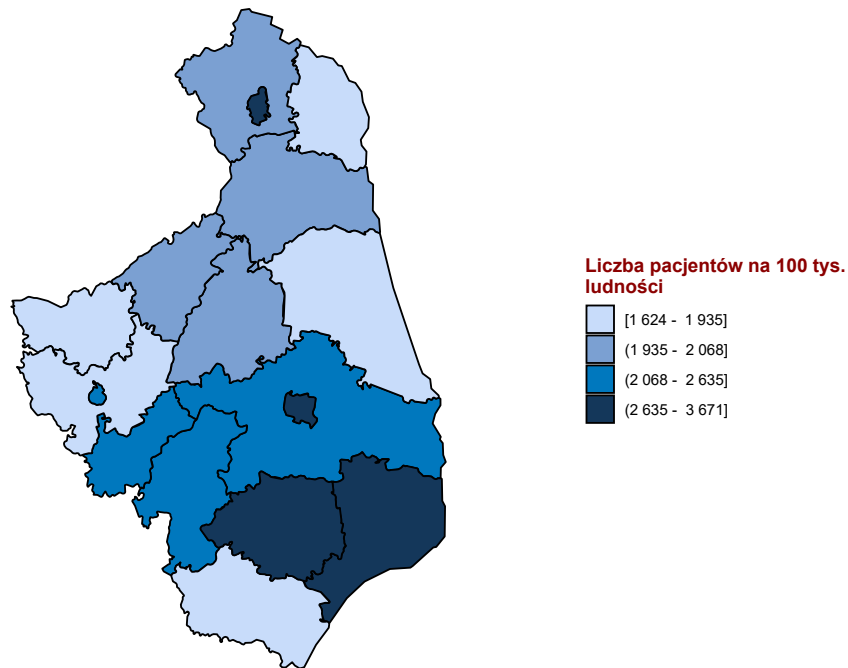 Liczba pacjentów na 100 tys.
ludności
[1 624 - 1 935]
(1 935 - 2 068]
(2 068 - 2 635]
(2 635 - 3 671]